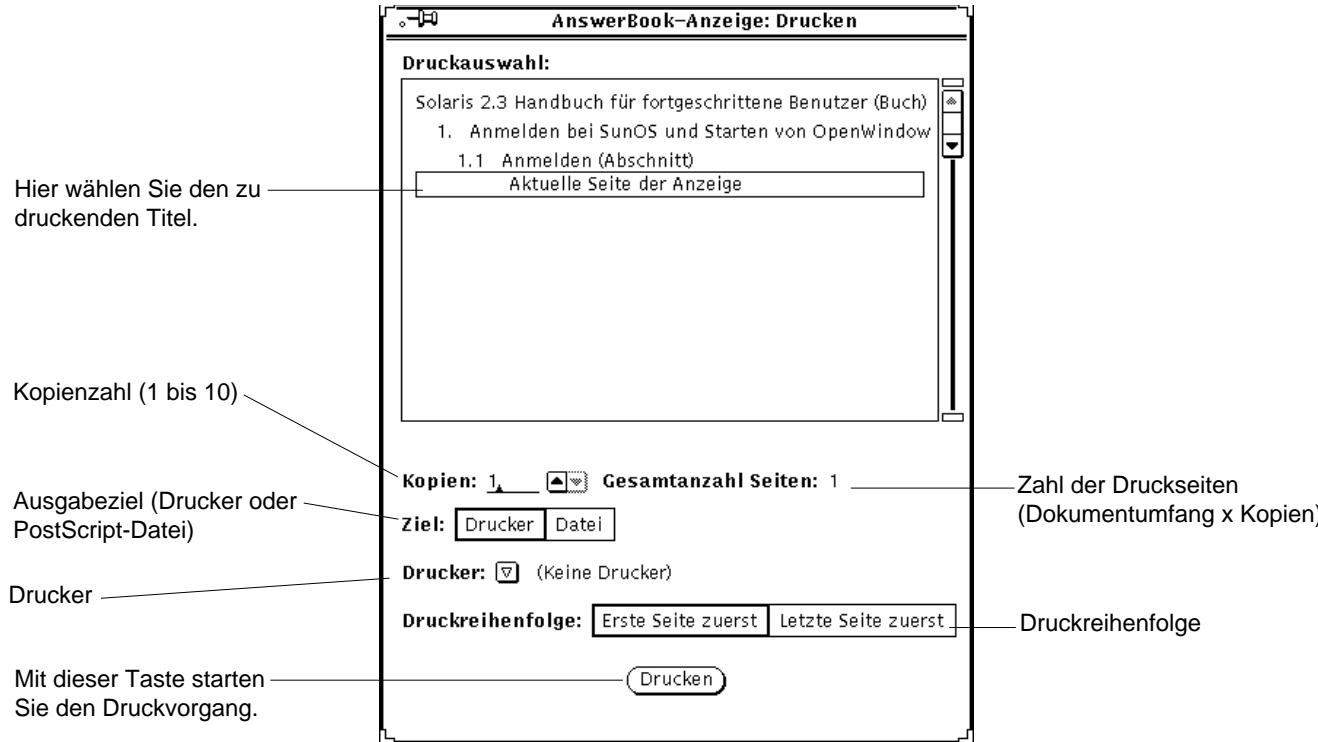 AnswerBook–Anzeige: Drucken
Druckauswahl:
Solaris 2.3 Handbuch für fortgeschrittene Benutzer (Buch)
1. Anmelden bei SunOS und Starten von OpenWindow
1.1 Anmelden (Abschnitt)
Aktuelle Seite der Anzeige
Hier wählen Sie den zu
druckenden Titel.
Kopienzahl (1 bis 10)
Kopien: 1 Gesamtanzahl Seiten: 1
Zahl der Druckseiten
(Dokumentumfang x Kopien)
Ausgabeziel (Drucker oder
PostScript-Datei)
Ziel: Drucker Datei
Drucker: (Keine Drucker)
Drucker
Druckreihenfolge: Erste Seite zuerst Letzte Seite zuerst
Druckreihenfolge
Mit dieser Taste starten
Sie den Druckvorgang.
Drucken